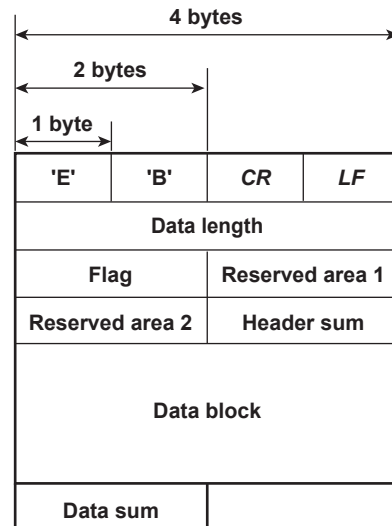 4 bytes
2 bytes
1 byte
'E' 'B' CR LF
Data length
Flag Reserved area 1
Reserved area 2 Header sum
Data block
Data sum